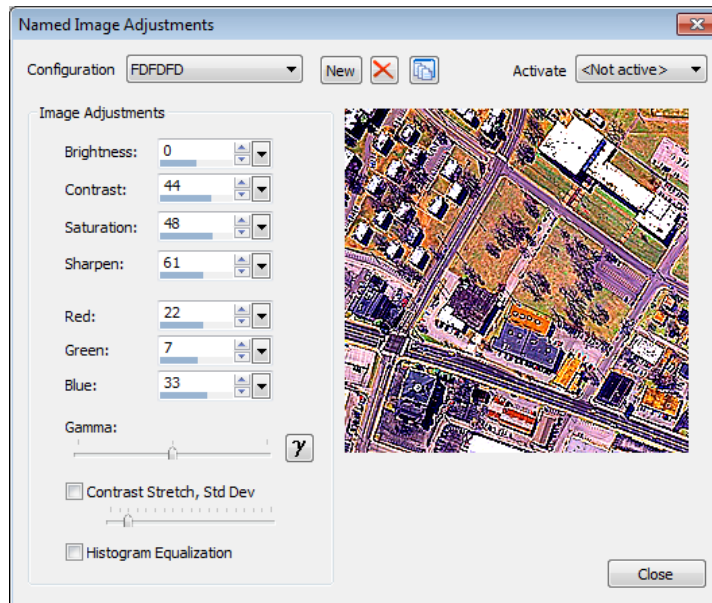 Named Image Adjustments
Configuration FDFDFD New Activate <Not active>
Image Adjustments
Brightness: 0
Contrast: 44
Saturation: 48
Sharpen: 61
Red: 22
Green: 7
Blue: 33
Gamma:
γ
Contrast Stretch, Std Dev
Histogram Equalization
Close